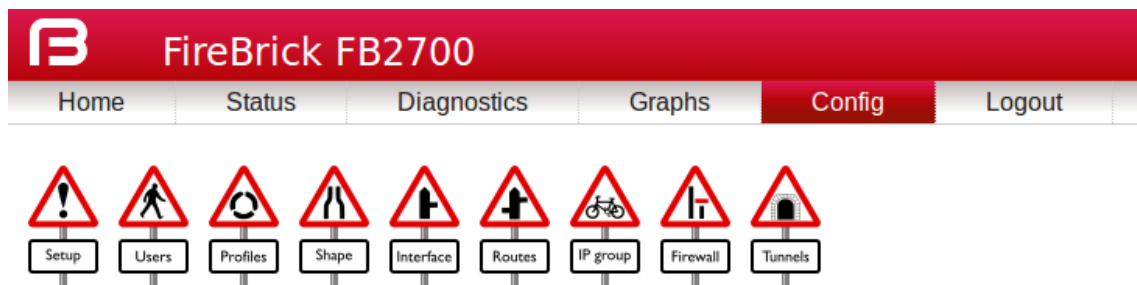 FireBrick FB2700
Home Status Diagnostics Graphs Config Logout
Setup Users Profiles Shape Interface Routes IP group Firewall Tunnels